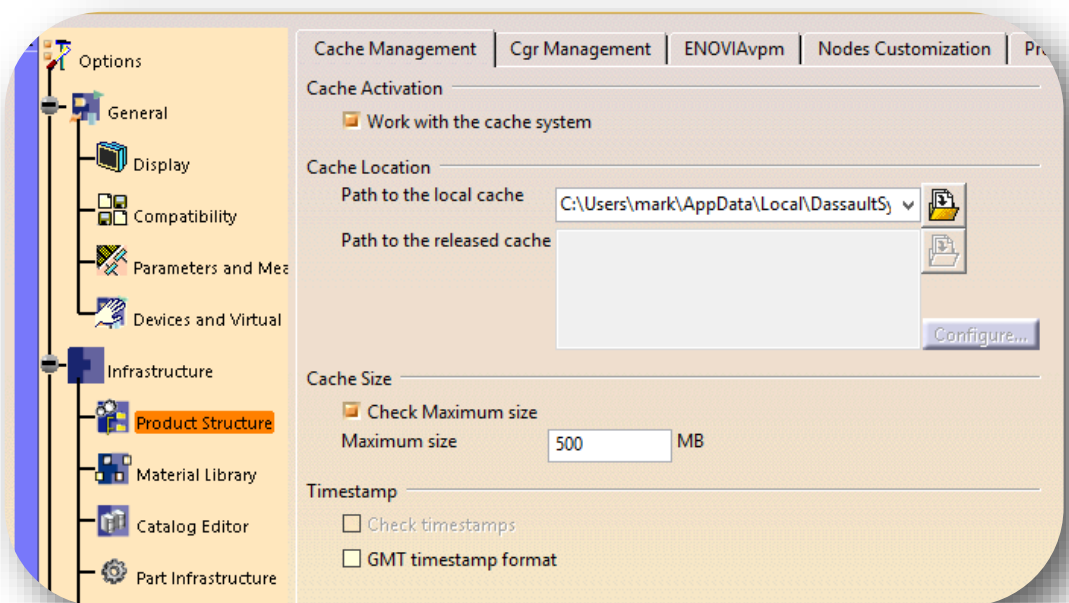 Options
General
Display
Compatibility
Parameters and Mea
Devices and Virtual
Infrastructure
Product Structure
Material Library
Catalog Editor
Part Infrastructure
Cache Management Cgr Management ENOVIAvpm Nodes Customization Pr
Cache Activation
Work with the cache system
Cache Location
Path to the local cache C:\Users\mark\AppData\Local\DassaultSy
Path to the released cache
Configure...
Cache Size
Check Maximum size
Maximum size 500 MB
Timestamp
Check timestamps
GMT timestamp format